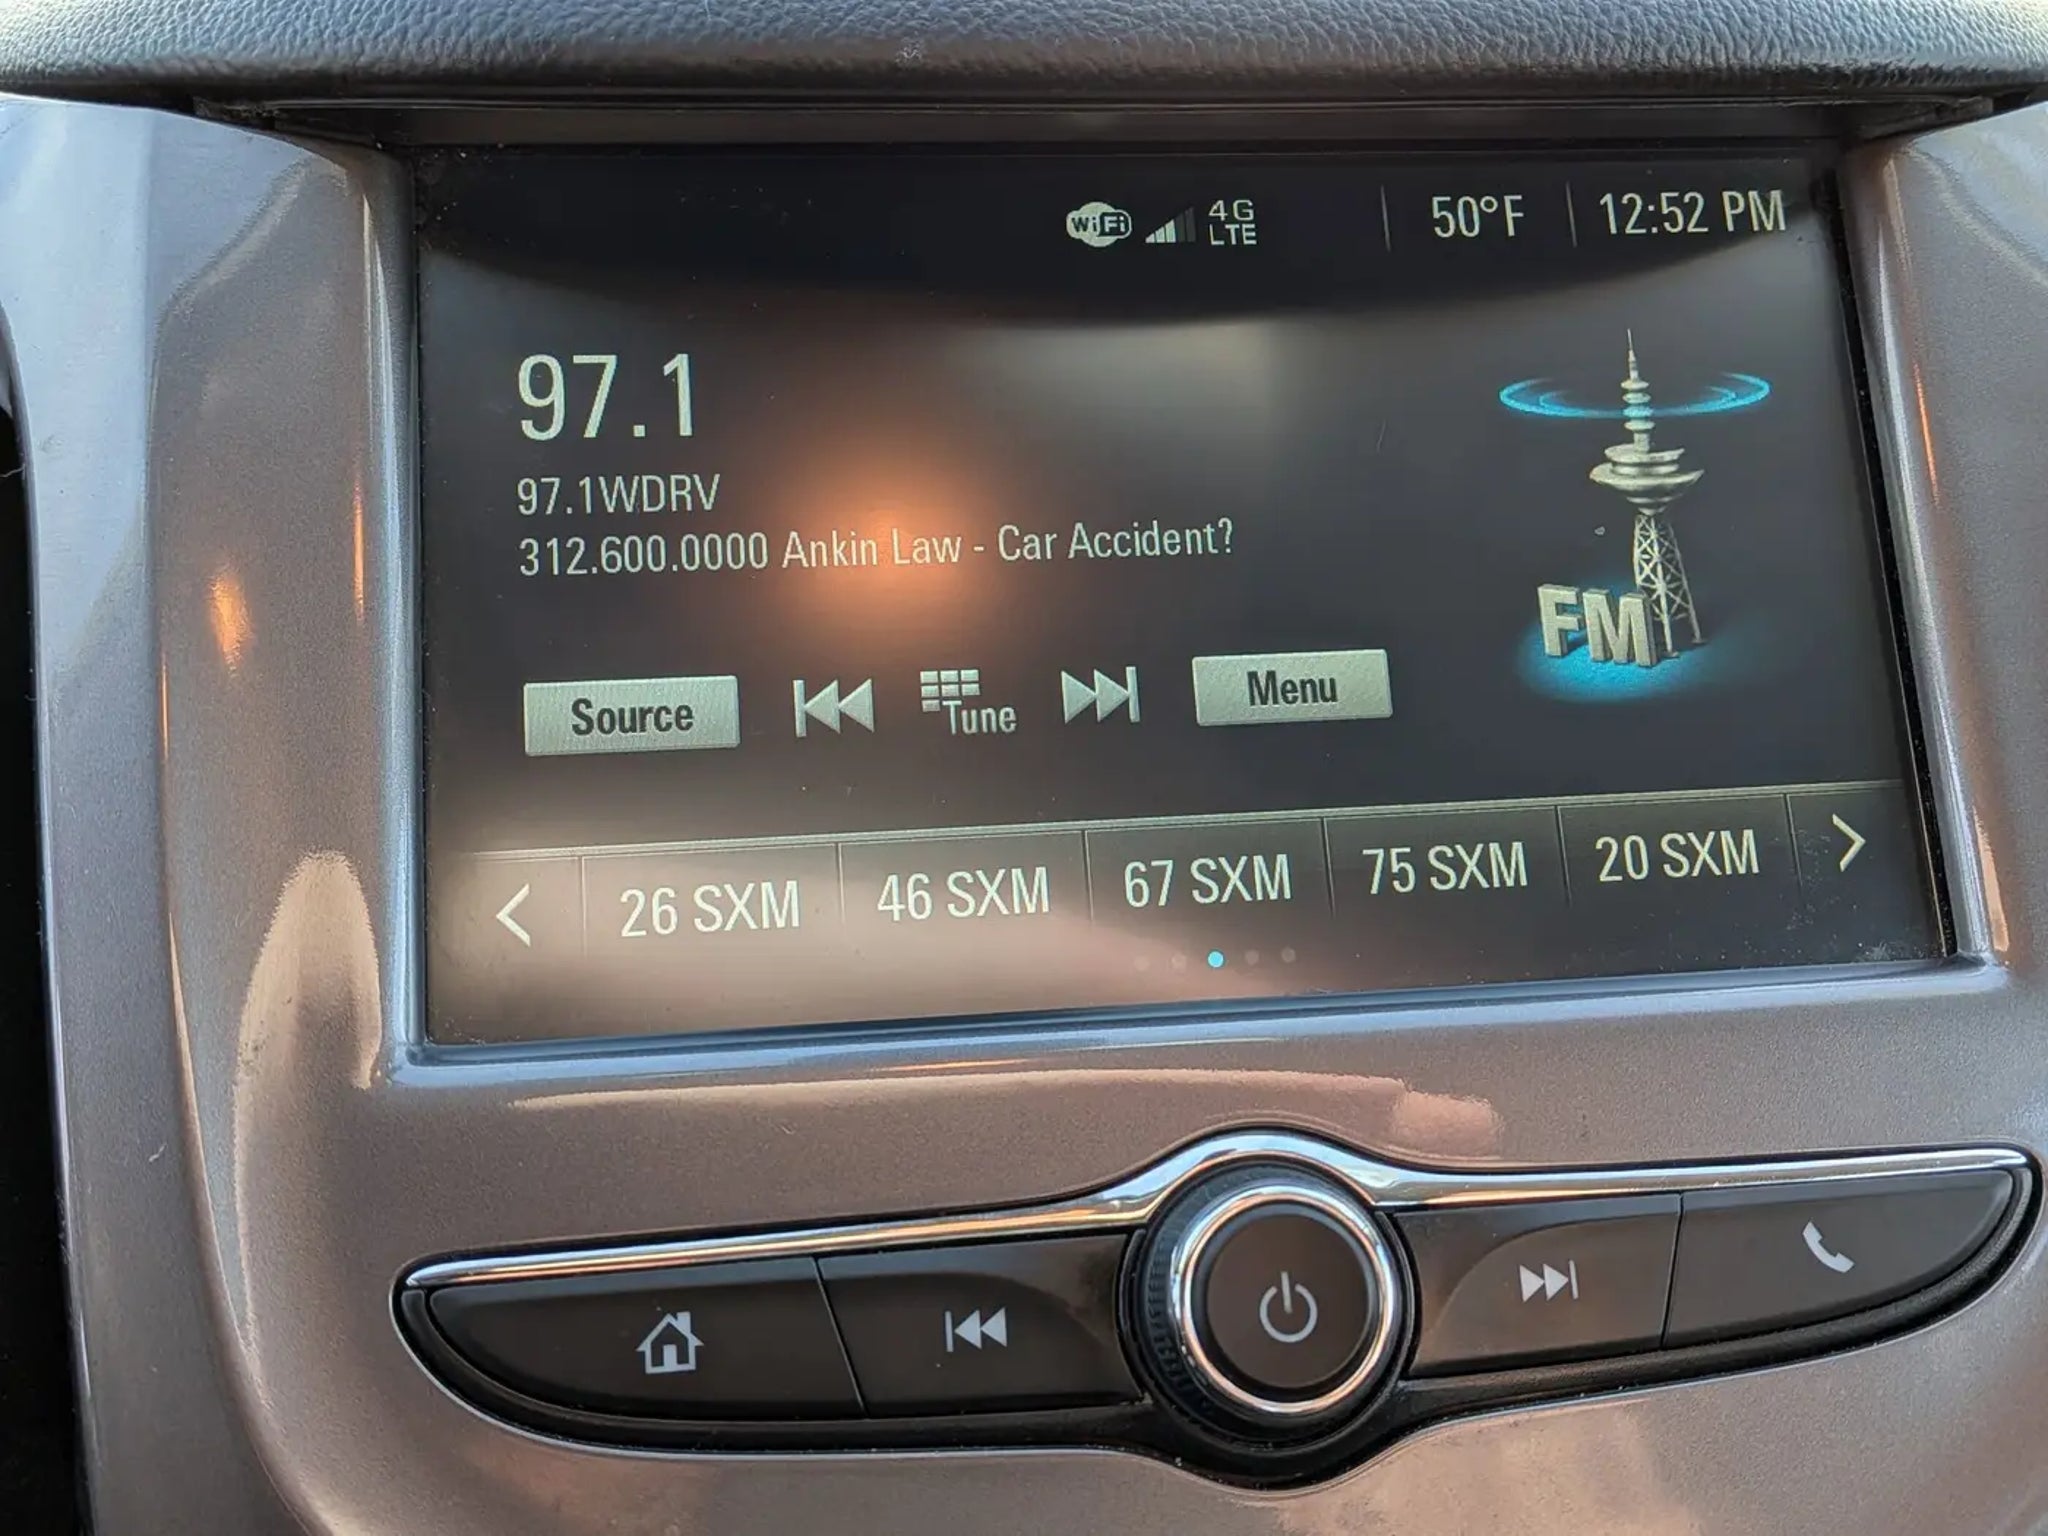 WiFi 4G LTE 50°F 12:52 PM
97.1
97.1WDRV
312.600.0000 Ankin Law - Car Accident?
FM
Source Tune Menu
26 SXM 46 SXM 67 SXM 75 SXM 20 SXM